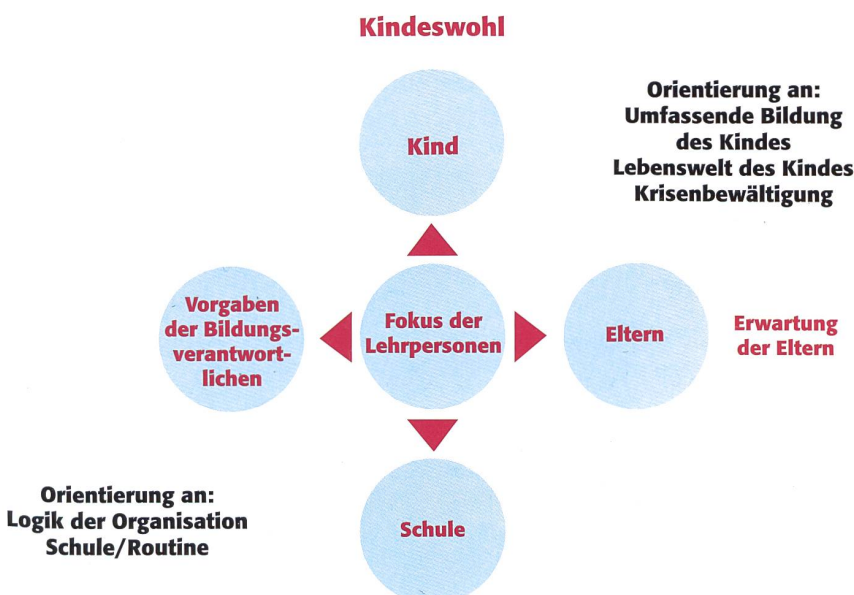 Kindeswohl
Kind
Orientierung an:
Umfassende Bildung
des Kindes
Lebenswelt des Kindes
Krisenbewältigung
Vorgaben
der Bildungs-
verantwort-
lichen
Fokus der
Lehrpersonen
Eltern
Erwartung
der Eltern
Orientierung an:
Logik der Organisation
Schule/Routine
Schule